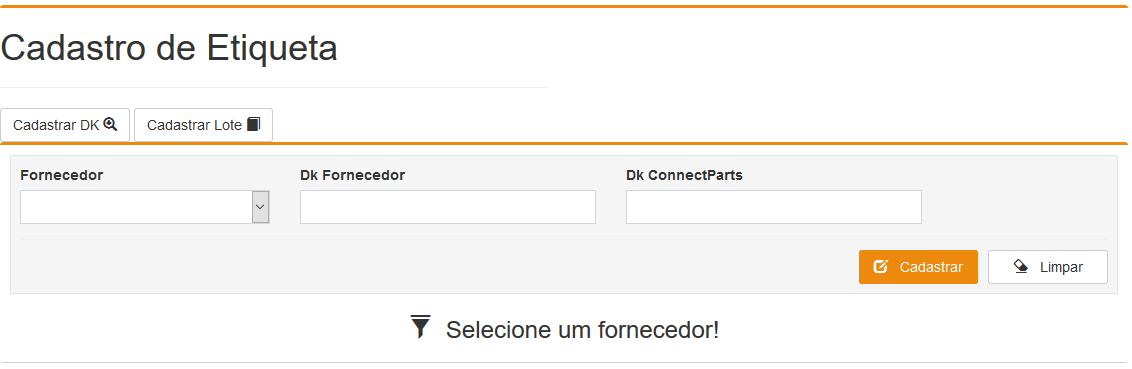 Cadastro de Etiqueta
Cadastrar DK Cadastrar Lote
Fornecedor Dk Fornecedor Dk ConnectParts
Cadastrar Limpar
Selecione um fornecedor!